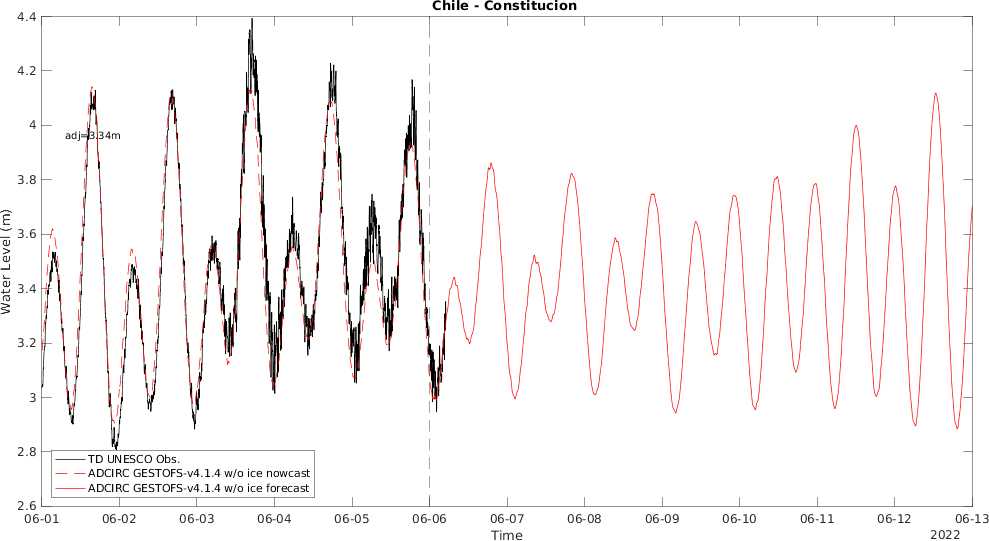 Chile - Constitucion
4.4
4.2
4
3.8
3.6
3.4
3.2
3
2.8
2.6
Water Level (m)
adj=3.34m
TD UNESCO Obs.
ADCIRC GESTOFS-v4.1.4 w/o ice nowcast
ADCIRC GESTOFS-v4.1.4 w/o ice forecast
06-01 06-02 06-03 06-04 06-05 06-06 06-07 06-08 06-09 06-10 06-11 06-12 06-13
Time
2022